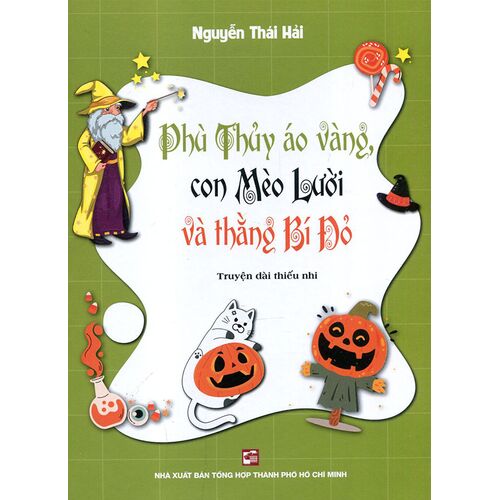 Nguyễn Thái Hải
Phù Thủy áo vàng,
con Mèo Lười
và thằng Bí Đỏ
Truyện dài thiếu nhi
NHÀ XUẤT BẢN TỔNG HỢP THÀNH PHỐ HỒ CHÍ MINH